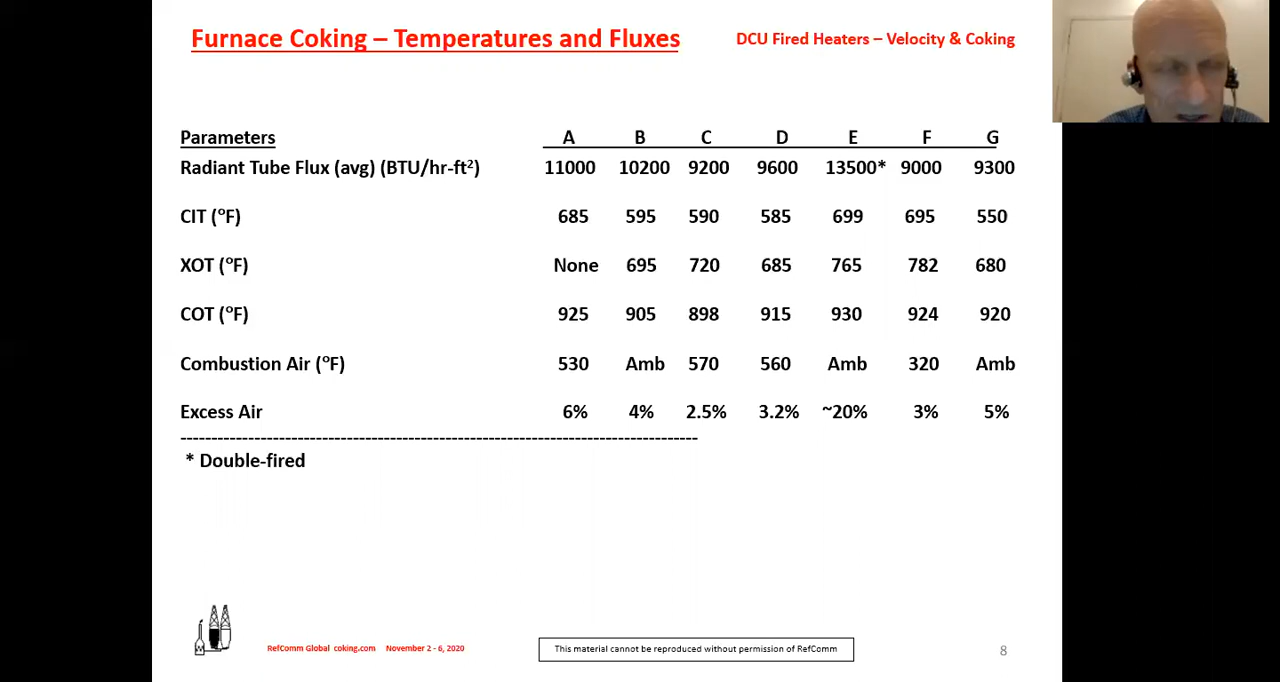 Furnace Coking – Temperatures and Fluxes
DCU Fired Heaters – Velocity & Coking
Parameters A B C D E F G
Radiant Tube Flux (avg) (BTU/hr-ft²) 11000 10200 9200 9600 13500* 9000 9300
CIT (°F) 685 595 590 585 699 695 550
XOT (°F) None 695 720 685 765 782 680
COT (°F) 925 905 898 915 930 924 920
Combustion Air (°F) 530 Amb 570 560 Amb 320 Amb
Excess Air 6% 4% 2.5% 3.2% ~20% 3% 5%
* Double-fired
RefComm Global coking.com November 2 - 6, 2020
This material cannot be reproduced without permission of RefComm
8